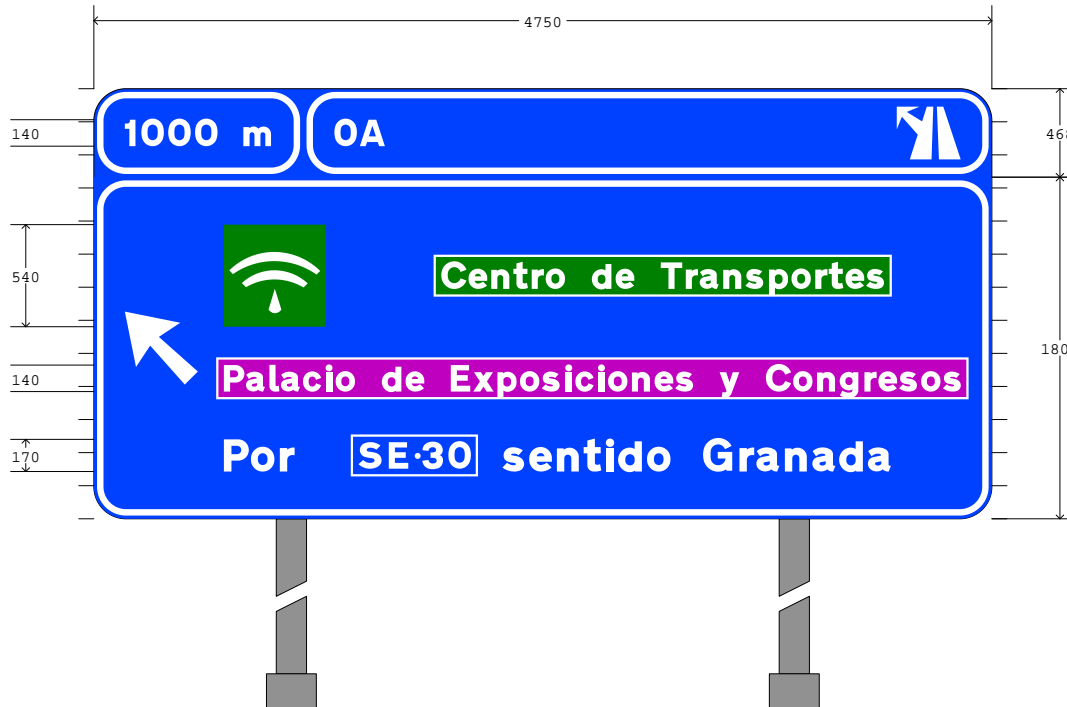 4750
1000 m 0A
140
468
540
Centro de Transportes
180
140
Palacio de Exposiciones y Congresos
170
Por SE·30 sentido Granada